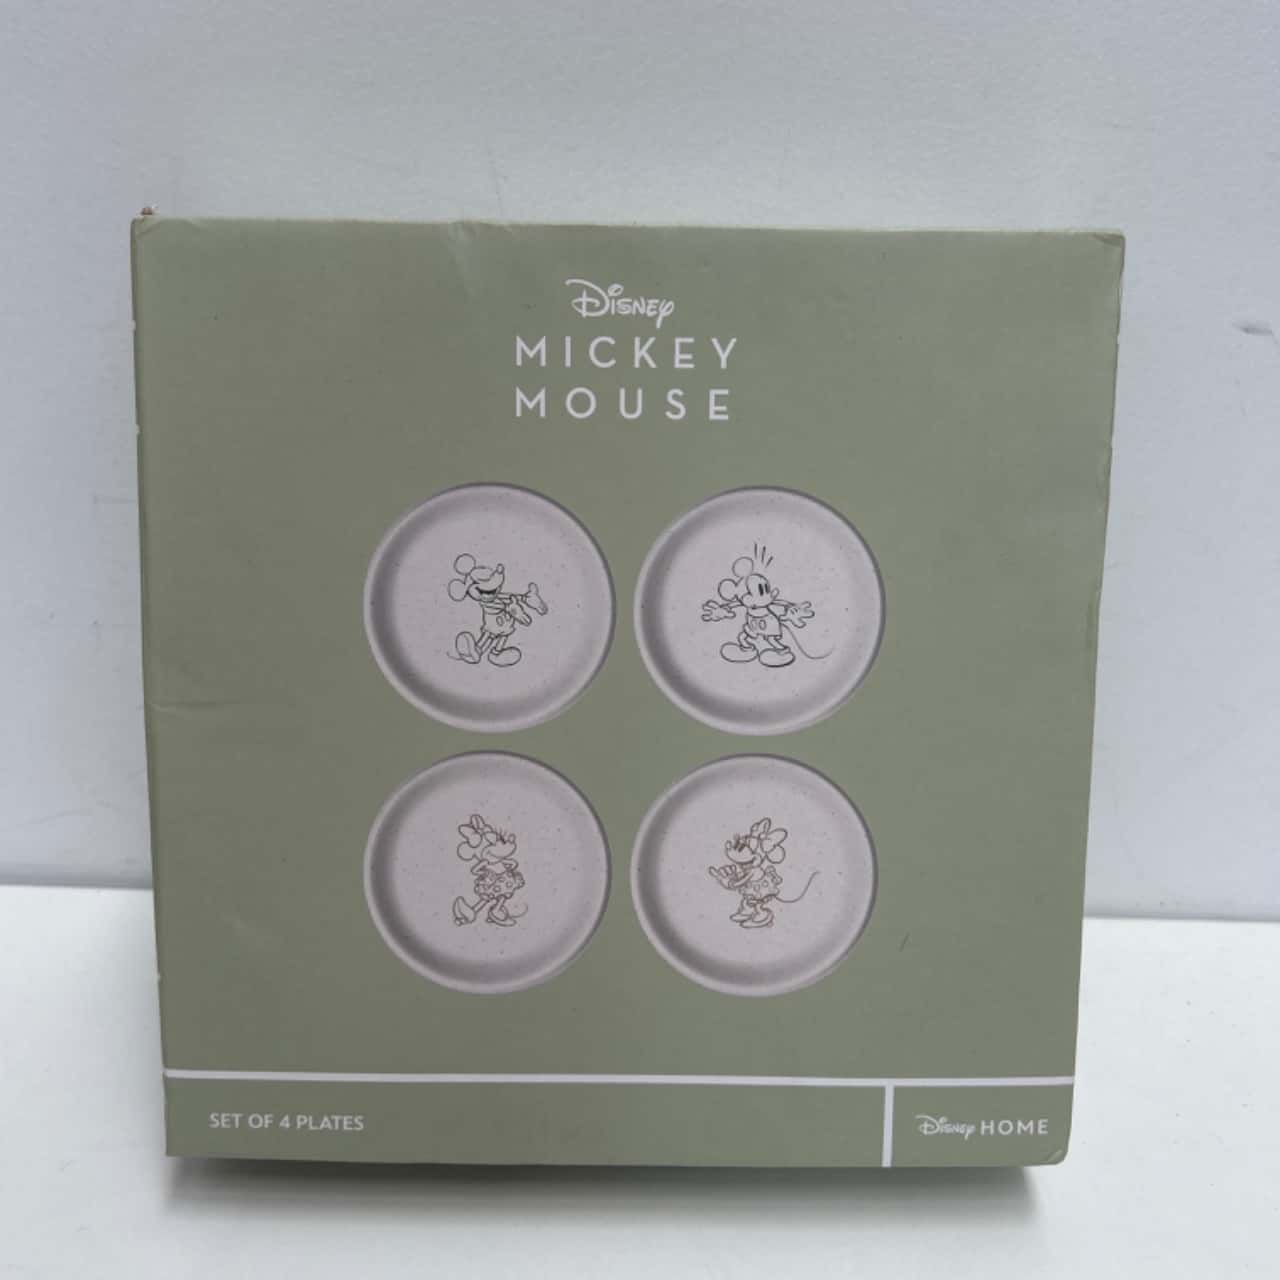 Disney
MICKEY
MOUSE
SET OF 4 PLATES
Disney HOME